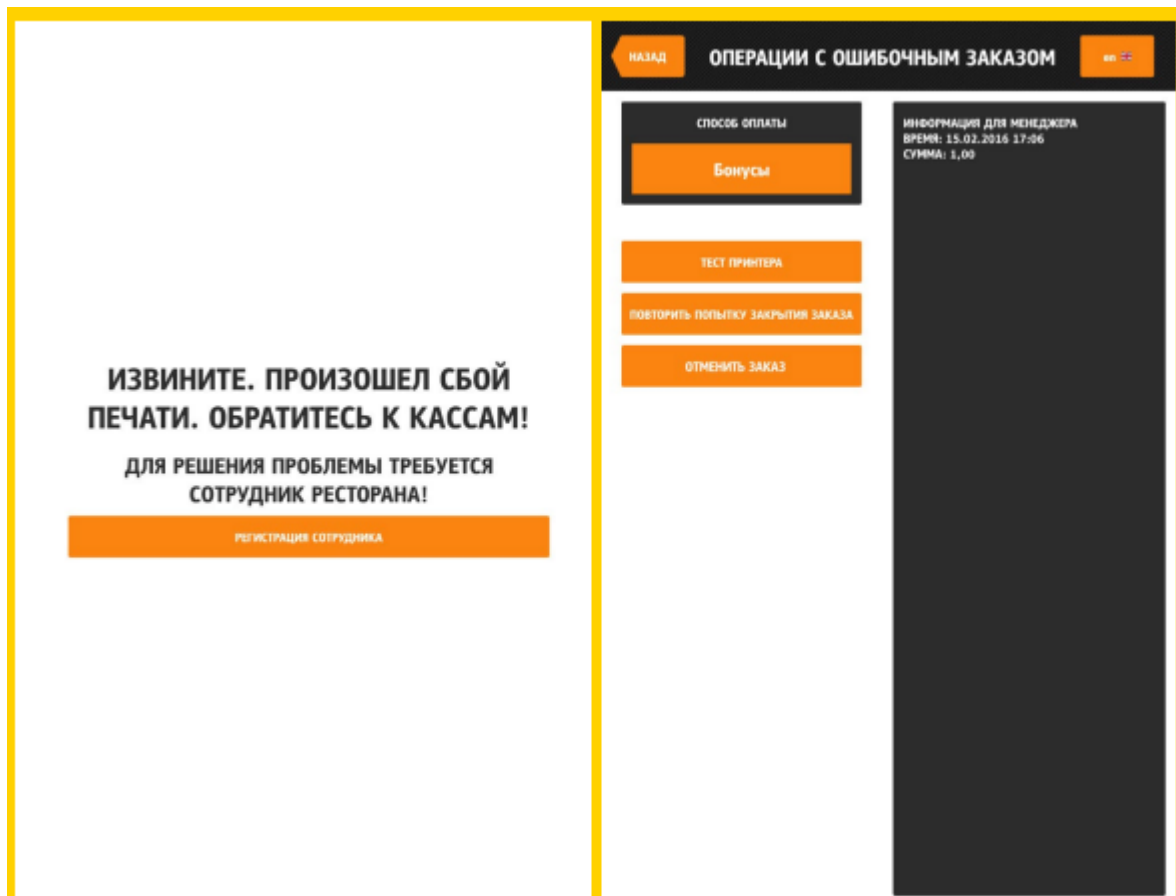 ИЗВИНИТЕ. ПРОИЗОШЕЛ СБОЙ
ПЕЧАТИ. ОБРАТИТЕСЬ К КАССАМ!
ДЛЯ РЕШЕНИЯ ПРОБЛЕМЫ ТРЕБУЕТСЯ
СОТРУДНИК РЕСТОРАНА!
РЕГИСТРАЦИЯ СОТРУДНИКА
НАЗАД
ОПЕРАЦИИ С ОШИБОЧНЫМ ЗАКАЗОМ
en
СПОСОБ ОПЛАТЫ
Бонусы
ТЕСТ ПРИНТЕРА
ПОВТОРИТЬ ПОПЫТКУ ЗАКРЫТИЯ ЗАКАЗА
ОТМЕНИТЬ ЗАКАЗ
ИНФОРМАЦИЯ ДЛЯ МЕНЕДЖЕРА
ВРЕМЯ: 15.02.2016 17:06
СУММА: 1,00